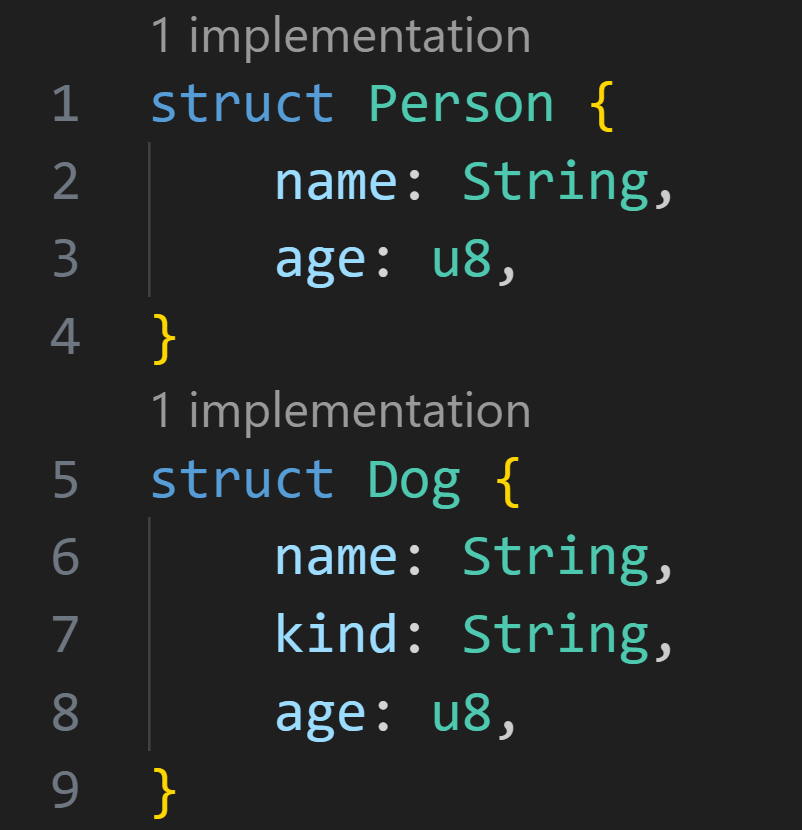 1 implementation
1 struct Person {
2 name: String,
3 age: u8,
4 }
1 implementation
5 struct Dog {
6 name: String,
7 kind: String,
8 age: u8,
9 }